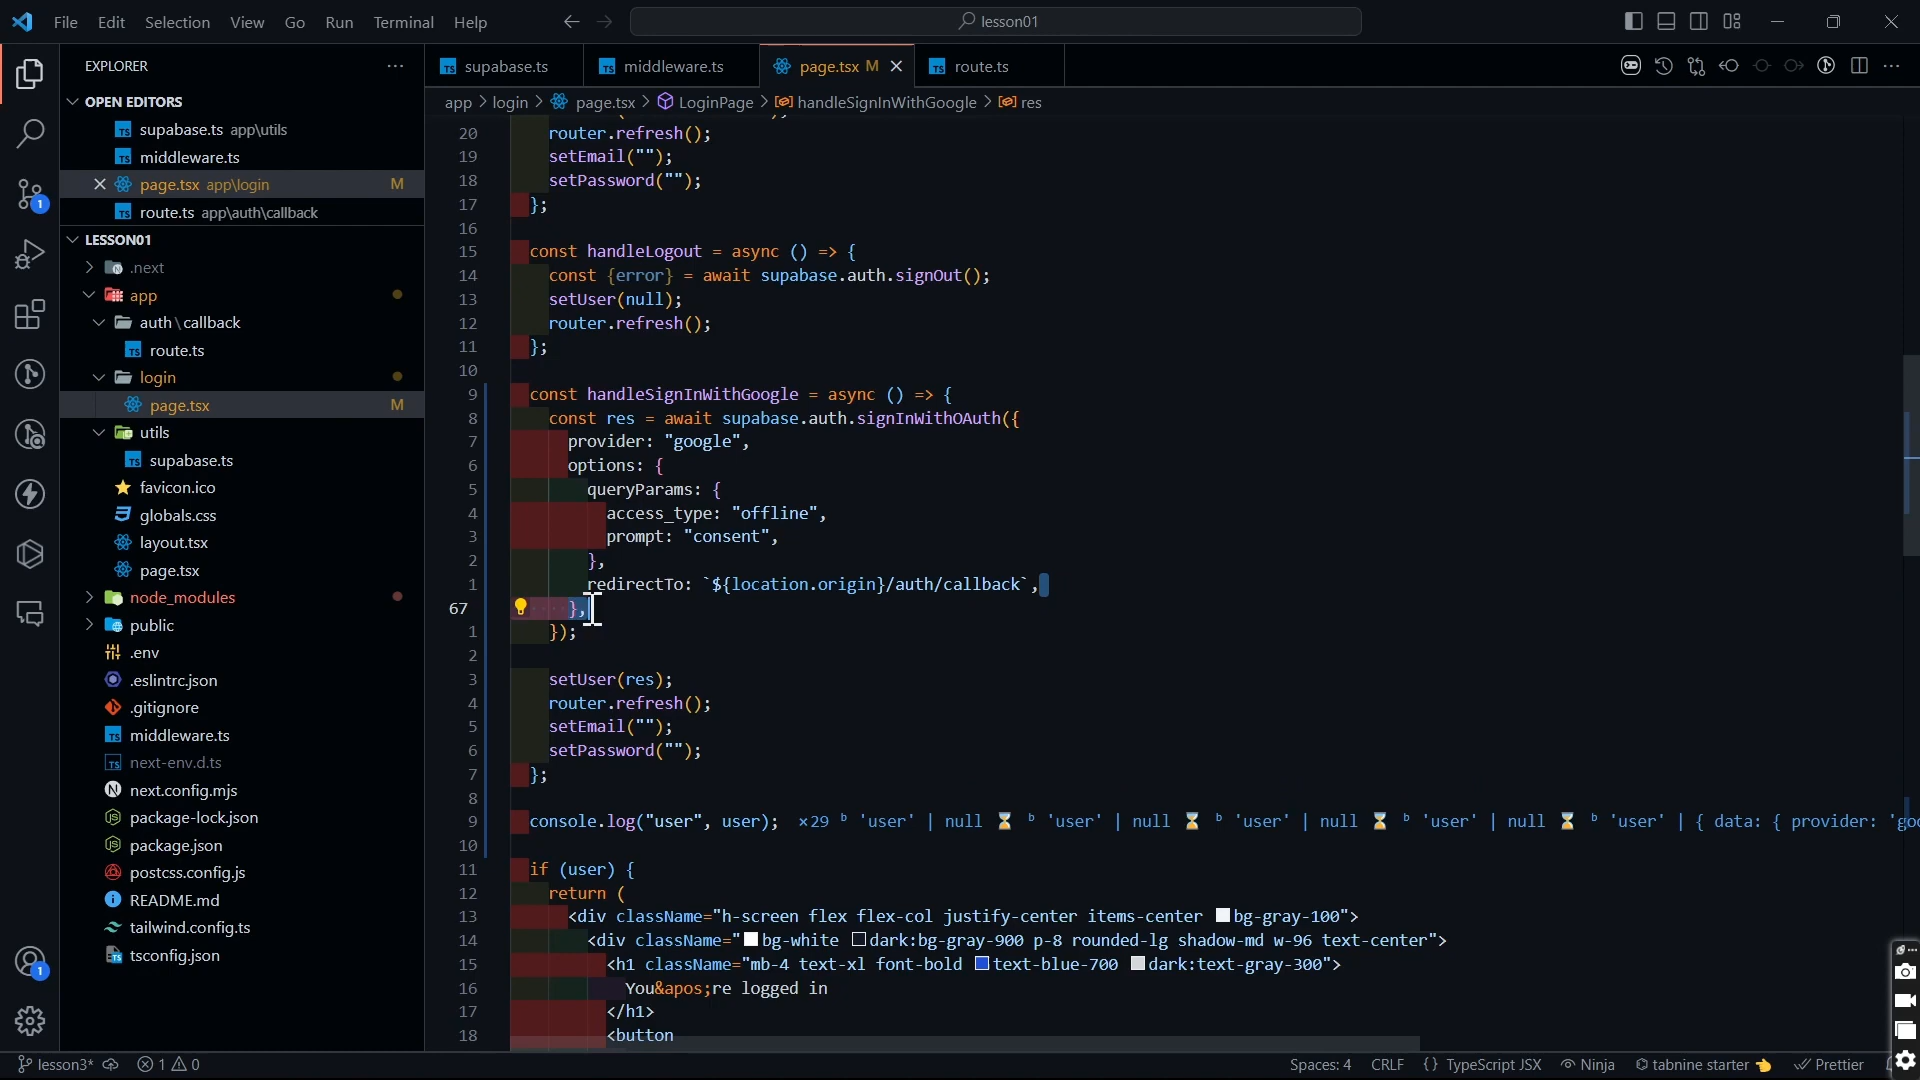 File Edit Selection View Go Run Terminal Help
lesson01
EXPLORER
OPEN EDITORS
supabase.ts app\utils
middleware.ts
page.tsx app\login M
route.ts app\auth\callback
LESSON01
.next
app
auth\callback
route.ts
login
page.tsx M
utils
supabase.ts
favicon.ico
globals.css
layout.tsx
page.tsx
node_modules
public
.env
.eslintrc.json
.gitignore
middleware.ts
next-env.d.ts
next.config.mjs
package-lock.json
package.json
postcss.config.js
README.md
tailwind.config.ts
tsconfig.json
supabase.ts middleware.ts page.tsx M route.ts
app > login > page.tsx > LoginPage > handleSignInWithGoogle > res
20 router.refresh();
19 setEmail("");
18 setPassword("");
17 };
16
15 const handleLogout = async () => {
14 const {error} = await supabase.auth.signOut();
13 setUser(null);
12 router.refresh();
11 };
10
9 const handleSignInWithGoogle = async () => {
8 const res = await supabase.auth.signInWithOAuth({
7 provider: "google",
6 options: {
5 queryParams: {
4 access_type: "offline",
3 prompt: "consent",
2 },
1 redirectTo: `${location.origin}/auth/callback`,
67 },
1 });
2
3 setUser(res);
4 router.refresh();
5 setEmail("");
6 setPassword("");
7 };
8
9 console.log("user", user); ×29 ᵇ 'user' | null ⌛ ᵇ 'user' | null ⌛ ᵇ 'user' | null ⌛ ᵇ 'user' | null ⌛ ᵇ 'user' | { data: { provider: 'goo
10
11 if (user) {
12 return (
13 <div className="h-screen flex flex-col justify-center items-center bg-gray-100">
14 <div className="bg-white dark:bg-gray-900 p-8 rounded-lg shadow-md w-96 text-center">
15 <h1 className="mb-4 text-xl font-bold text-blue-700 dark:text-gray-300">
16 You&apos;re logged in
17 </h1>
18 <button
1
1
lesson3* 1 0 Spaces: 4 CRLF {} TypeScript JSX Ninja tabnine starter Prettier